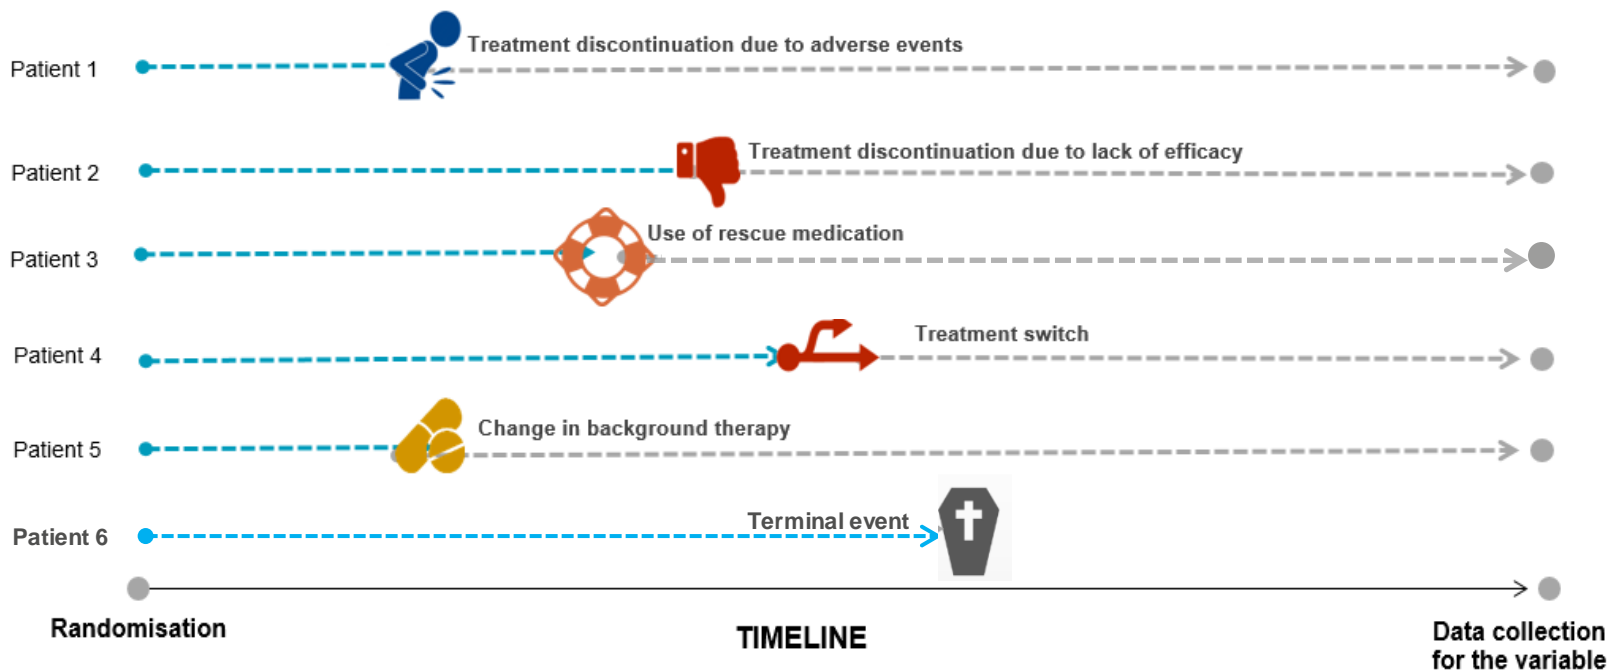 Treatment discontinuation due to adverse events
Patient 1
Treatment discontinuation due to lack of efficacy
Patient 2
Use of rescue medication
Patient 3
Treatment switch
Patient 4
Change in background therapy
Patient 5
Terminal event
Patient 6
Randomisation
TIMELINE
Data collection
for the variable